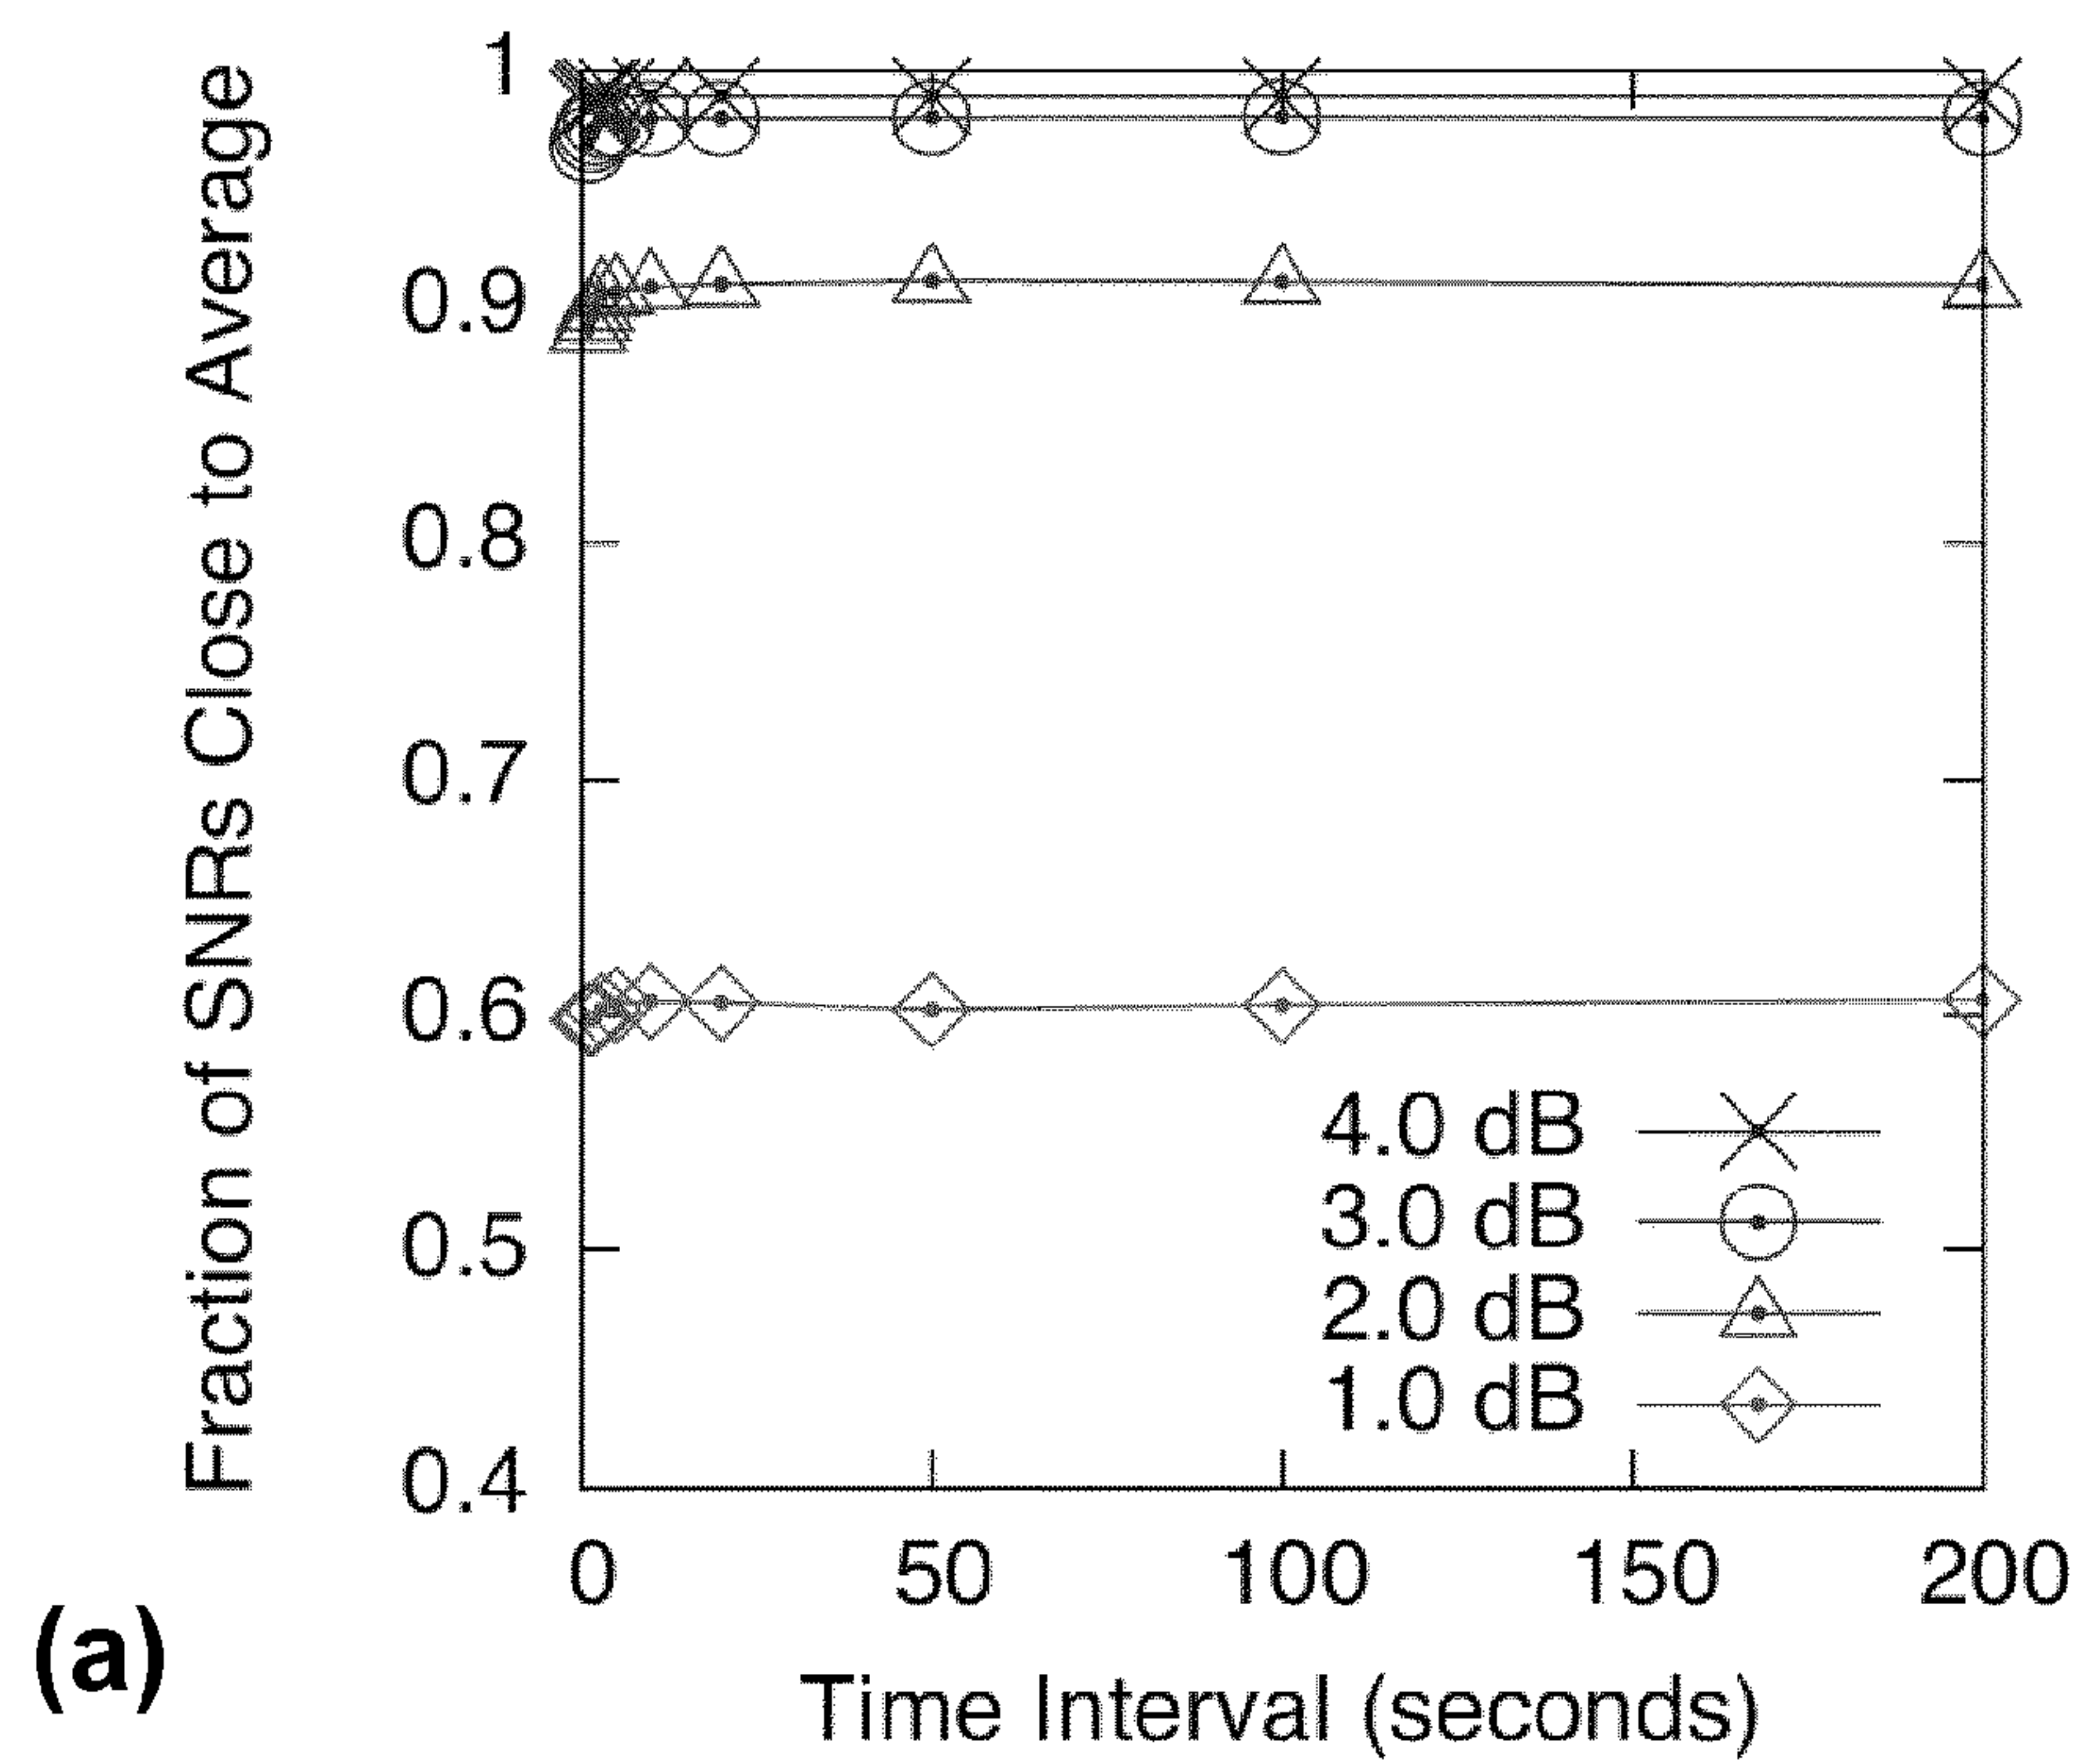 Fraction of SNRs Close to Average
1
0.9
0.8
0.7
0.6
0.5
0.4
4.0 dB
3.0 dB
2.0 dB
1.0 dB
0 50 100 150 200
Time Interval (seconds)
(a)